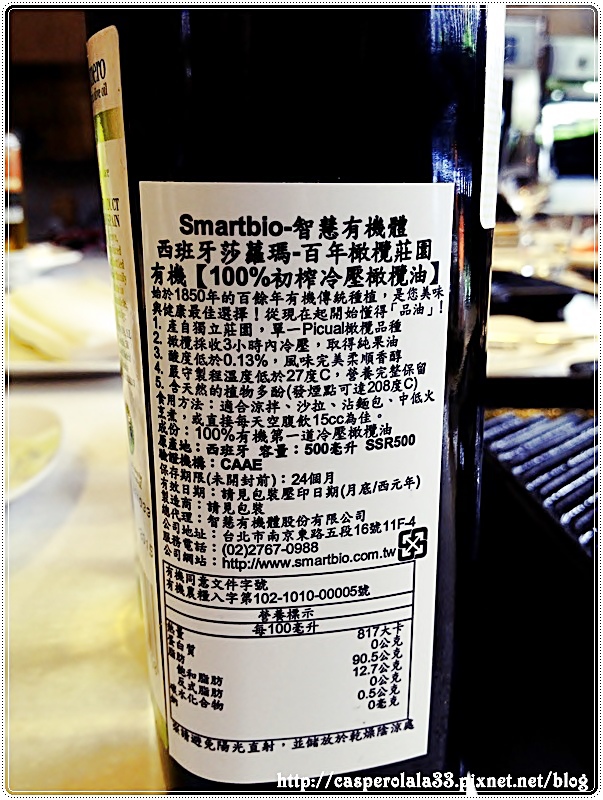 nero
olive oil
Smartbio-智慧有機體
西班牙莎蘿瑪-百年橄欖莊園
有機【100%初榨冷壓橄欖油】
始於1850年的百餘年有機傳統種植，是您美味
與健康最佳選擇！從現在起開始懂得「品油」！
1. 產自獨立莊園，單一Picual橄欖品種
2. 橄欖採收3小時內冷壓，取得純果油
3. 酸度低於0.13%，風味完美柔順香醇
4. 嚴守製程溫度低於27度C，營養完整保留
5. 含天然的植物多酚(發煙點可達208度C)
食用方法：適合涼拌、沙拉、沾麵包、中低火
烹煮。或直接每天空腹飲15cc為佳。
成份：100%有機第一道冷壓橄欖油
原產地：西班牙 容量：500毫升 SSR500
驗證機構：CAAE
保存期限(未開封前)：24個月
有效日期：請見包裝壓印日期(月底/西元年)
製造商：請見包裝
總代理：智慧有機體股份有限公司
公司地址：台北市南京東路五段16號11F-4
服務電話：(02)2767-0988
公司網站：http://www.smartbio.com.tw
有機同意文件字號
有機農糧入字第102-1010-00005號
營養標示
每100毫升
熱量 817大卡
蛋白質 0公克
脂肪 90.5公克
飽和脂肪 12.7公克
反式脂肪 0公克
碳水化合物 0.5公克
鈉 0毫克
請避免陽光直射，並儲放於乾燥陰涼處
http://casperolala33.pixnet.net/blog